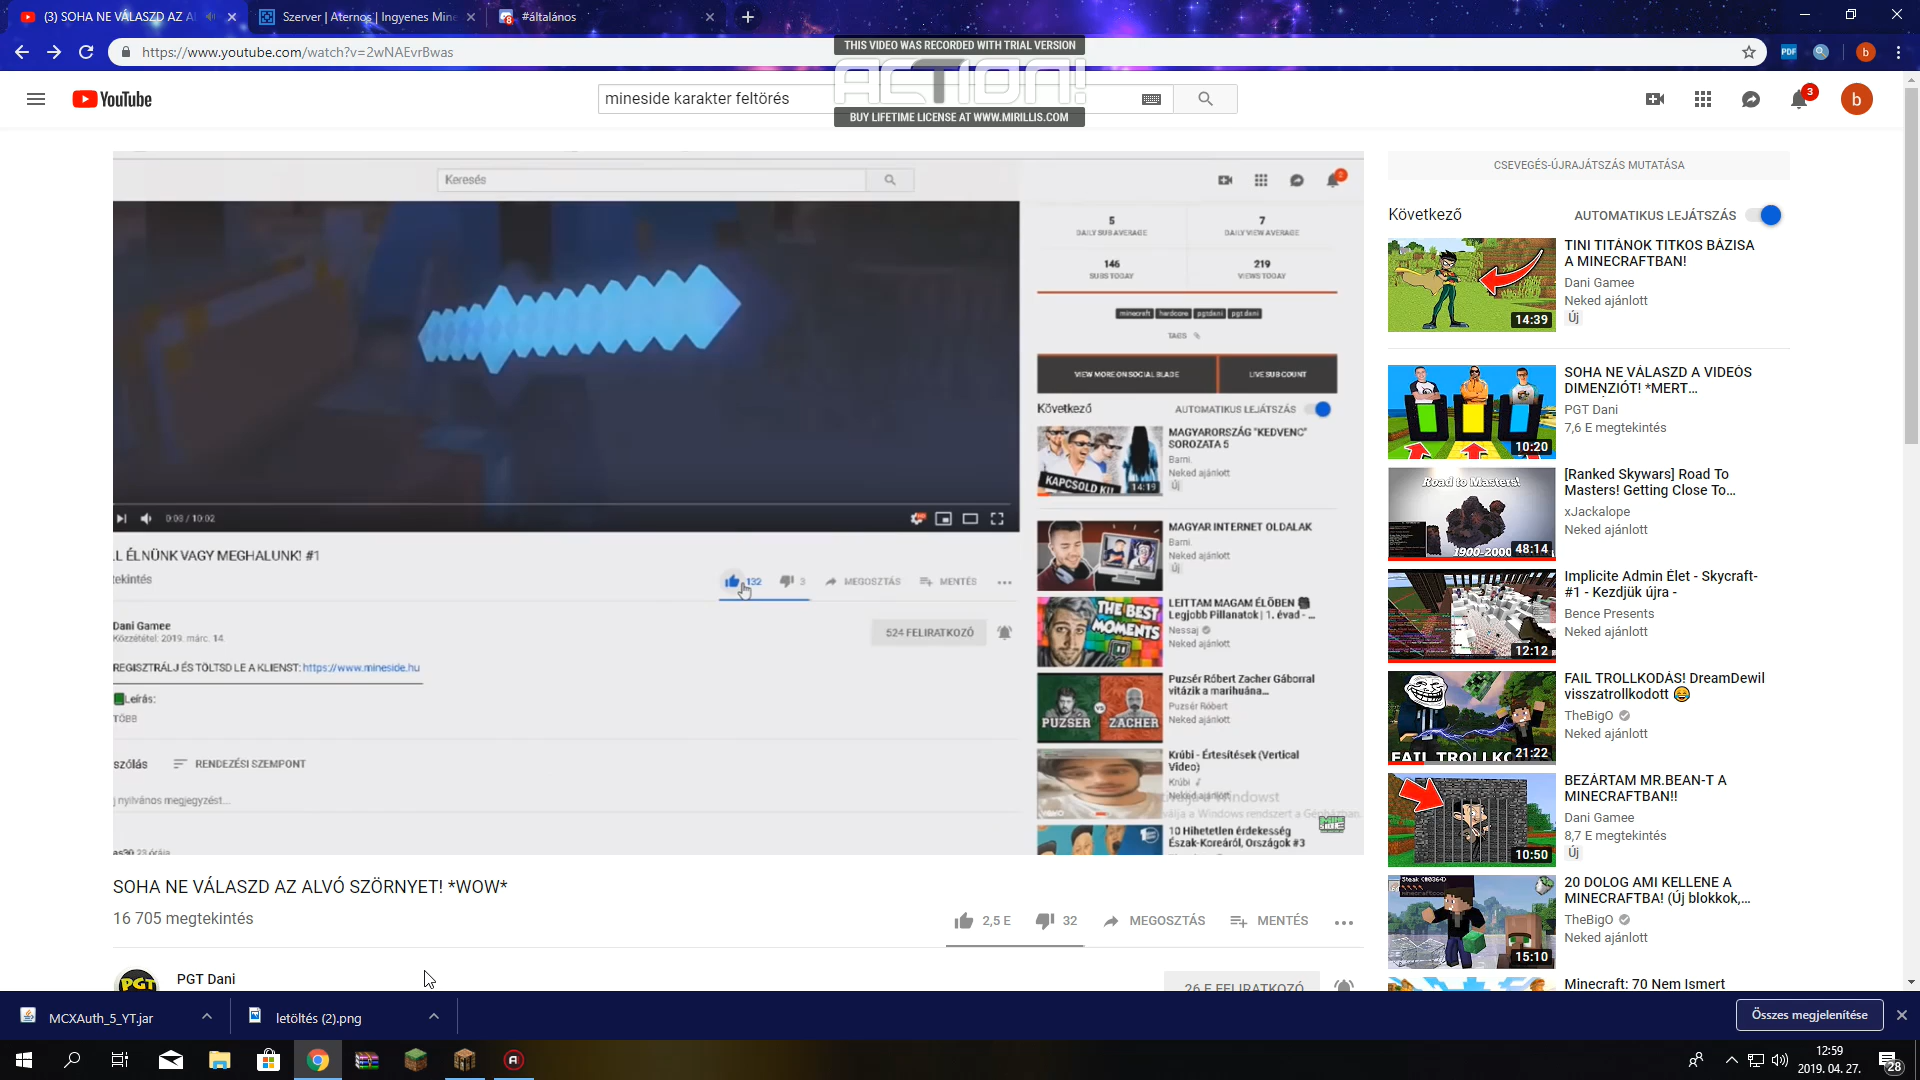 (3) SOHA NE VÁLASZD AZ AL
Szerver | Aternos | Ingyenes Mine
#általános
https://www.youtube.com/watch?v=2wNAEvrBwas
PDF
b
THIS VIDEO WAS RECORDED WITH TRIAL VERSION
ACTION!
BUY LIFETIME LICENSE AT WWW.MIRILLIS.COM
YouTube
mineside karakter feltörés
3
b
Keresés
2
5
DAILY SUB AVERAGE
7
DAILY VIEW AVERAGE
146
SUBS TODAY
219
VIEWS TODAY
minecraft
hardcore
pgtdani
pgt dani
TAGS
VIEW MORE ON SOCIAL BLADE
LIVE SUB COUNT
Következő
AUTOMATIKUS LEJÁTSZÁS
MAGYARORSZÁG "KEDVENC"
SOROZATA 5
Barni.
Neked ajánlott
Új
KAPCSOLD KI!
14:19
MAGYAR INTERNET OLDALAK
Barni.
Neked ajánlott
Új
THE BEST
MOMENTS
LEITTAM MAGAM ÉLŐBEN
Legjobb Pillanatok | 1. évad - ...
Nessaj
Neked ajánlott
PUZSER
VS
ZACHER
Puzsér Róbert Zacher Gáborral
vitázik a marihuána...
Puzsér Róbert
Neked ajánlott
Krúbi - Értesítések (Vertical
Video)
Krúbi
Neked ajánlott
10 Hihetetlen érdekesség
Észak-Koreáról, Országok #3
0:03 / 10:02
LL ÉLNÜNK VAGY MEGHALUNK! #1
tekintés
132
3
MEGOSZTÁS
MENTÉS
Dani Gamee
Közzététel: 2019. márc. 14
524 FELIRATKOZÓ
REGISZTRÁLJ ÉS TÖLTSD LE A KLIENST: https://www.mineside.hu
Leírás:
TÖBB
szólás
RENDEZÉSI SZEMPONT
j nyilvános megjegyzést...
SOHA NE VÁLASZD AZ ALVÓ SZÖRNYET! *WOW*
16 705 megtekintés
2,5 E
32
MEGOSZTÁS
MENTÉS
PGT
PGT Dani
26 E FELIRATKOZÓ
CSEVEGÉS-ÚJRAJÁTSZÁS MUTATÁSA
Következő
AUTOMATIKUS LEJÁTSZÁS
14:39
TINI TITÁNOK TITKOS BÁZISA
A MINECRAFTBAN!
Dani Gamee
Neked ajánlott
Új
10:20
SOHA NE VÁLASZD A VIDEÓS
DIMENZIÓT! *MERT...
PGT Dani
7,6 E megtekintés
Road to Masters!
1900-2000
48:14
[Ranked Skywars] Road To
Masters! Getting Close To...
xJackalope
Neked ajánlott
12:12
Implicite Admin Élet - Skycraft-
#1 - Kezdjük újra -
Bence Presents
Neked ajánlott
FAIL TROLLKO
21:22
FAIL TROLLKODÁS! DreamDewil
visszatrollkodott
TheBigO
Neked ajánlott
10:50
BEZÁRTAM MR.BEAN-T A
MINECRAFTBAN!!
Dani Gamee
8,7 E megtekintés
Új
Steak (#0364)
15:10
20 DOLOG AMI KELLENE A
MINECRAFTBA! (Új blokkok,...
TheBigO
Neked ajánlott
Minecraft: 70 Nem Ismert
MCXAuth_5_YT.jar
letöltés (2).png
Összes megjelenítése
12:59
2019. 04. 27.
28